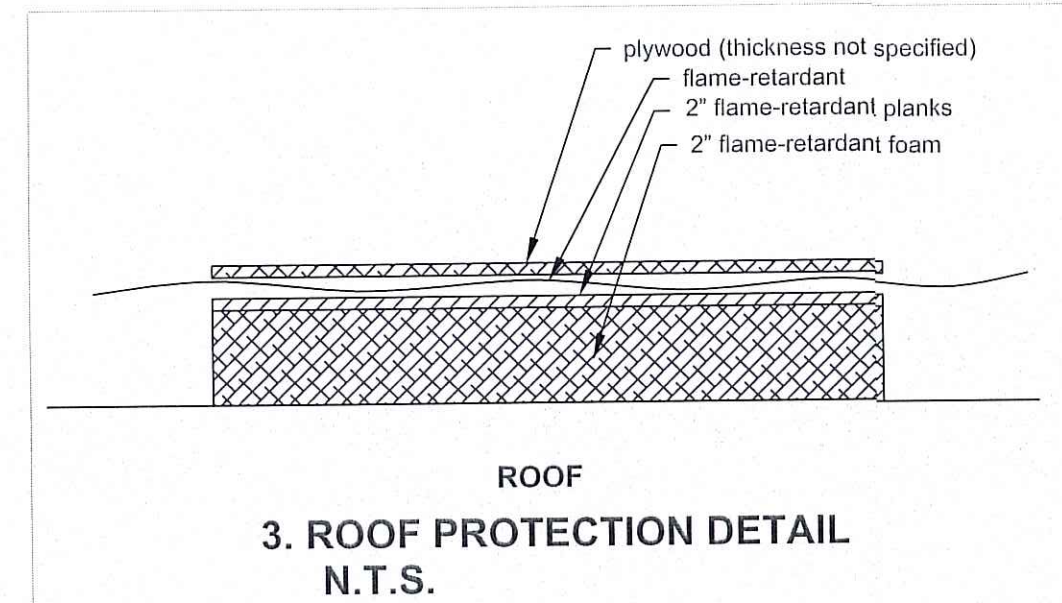 plywood (thickness not specified)
flame-retardant
2" flame-retardant planks
2" flame-retardant foam
ROOF
3. ROOF PROTECTION DETAIL
N.T.S.